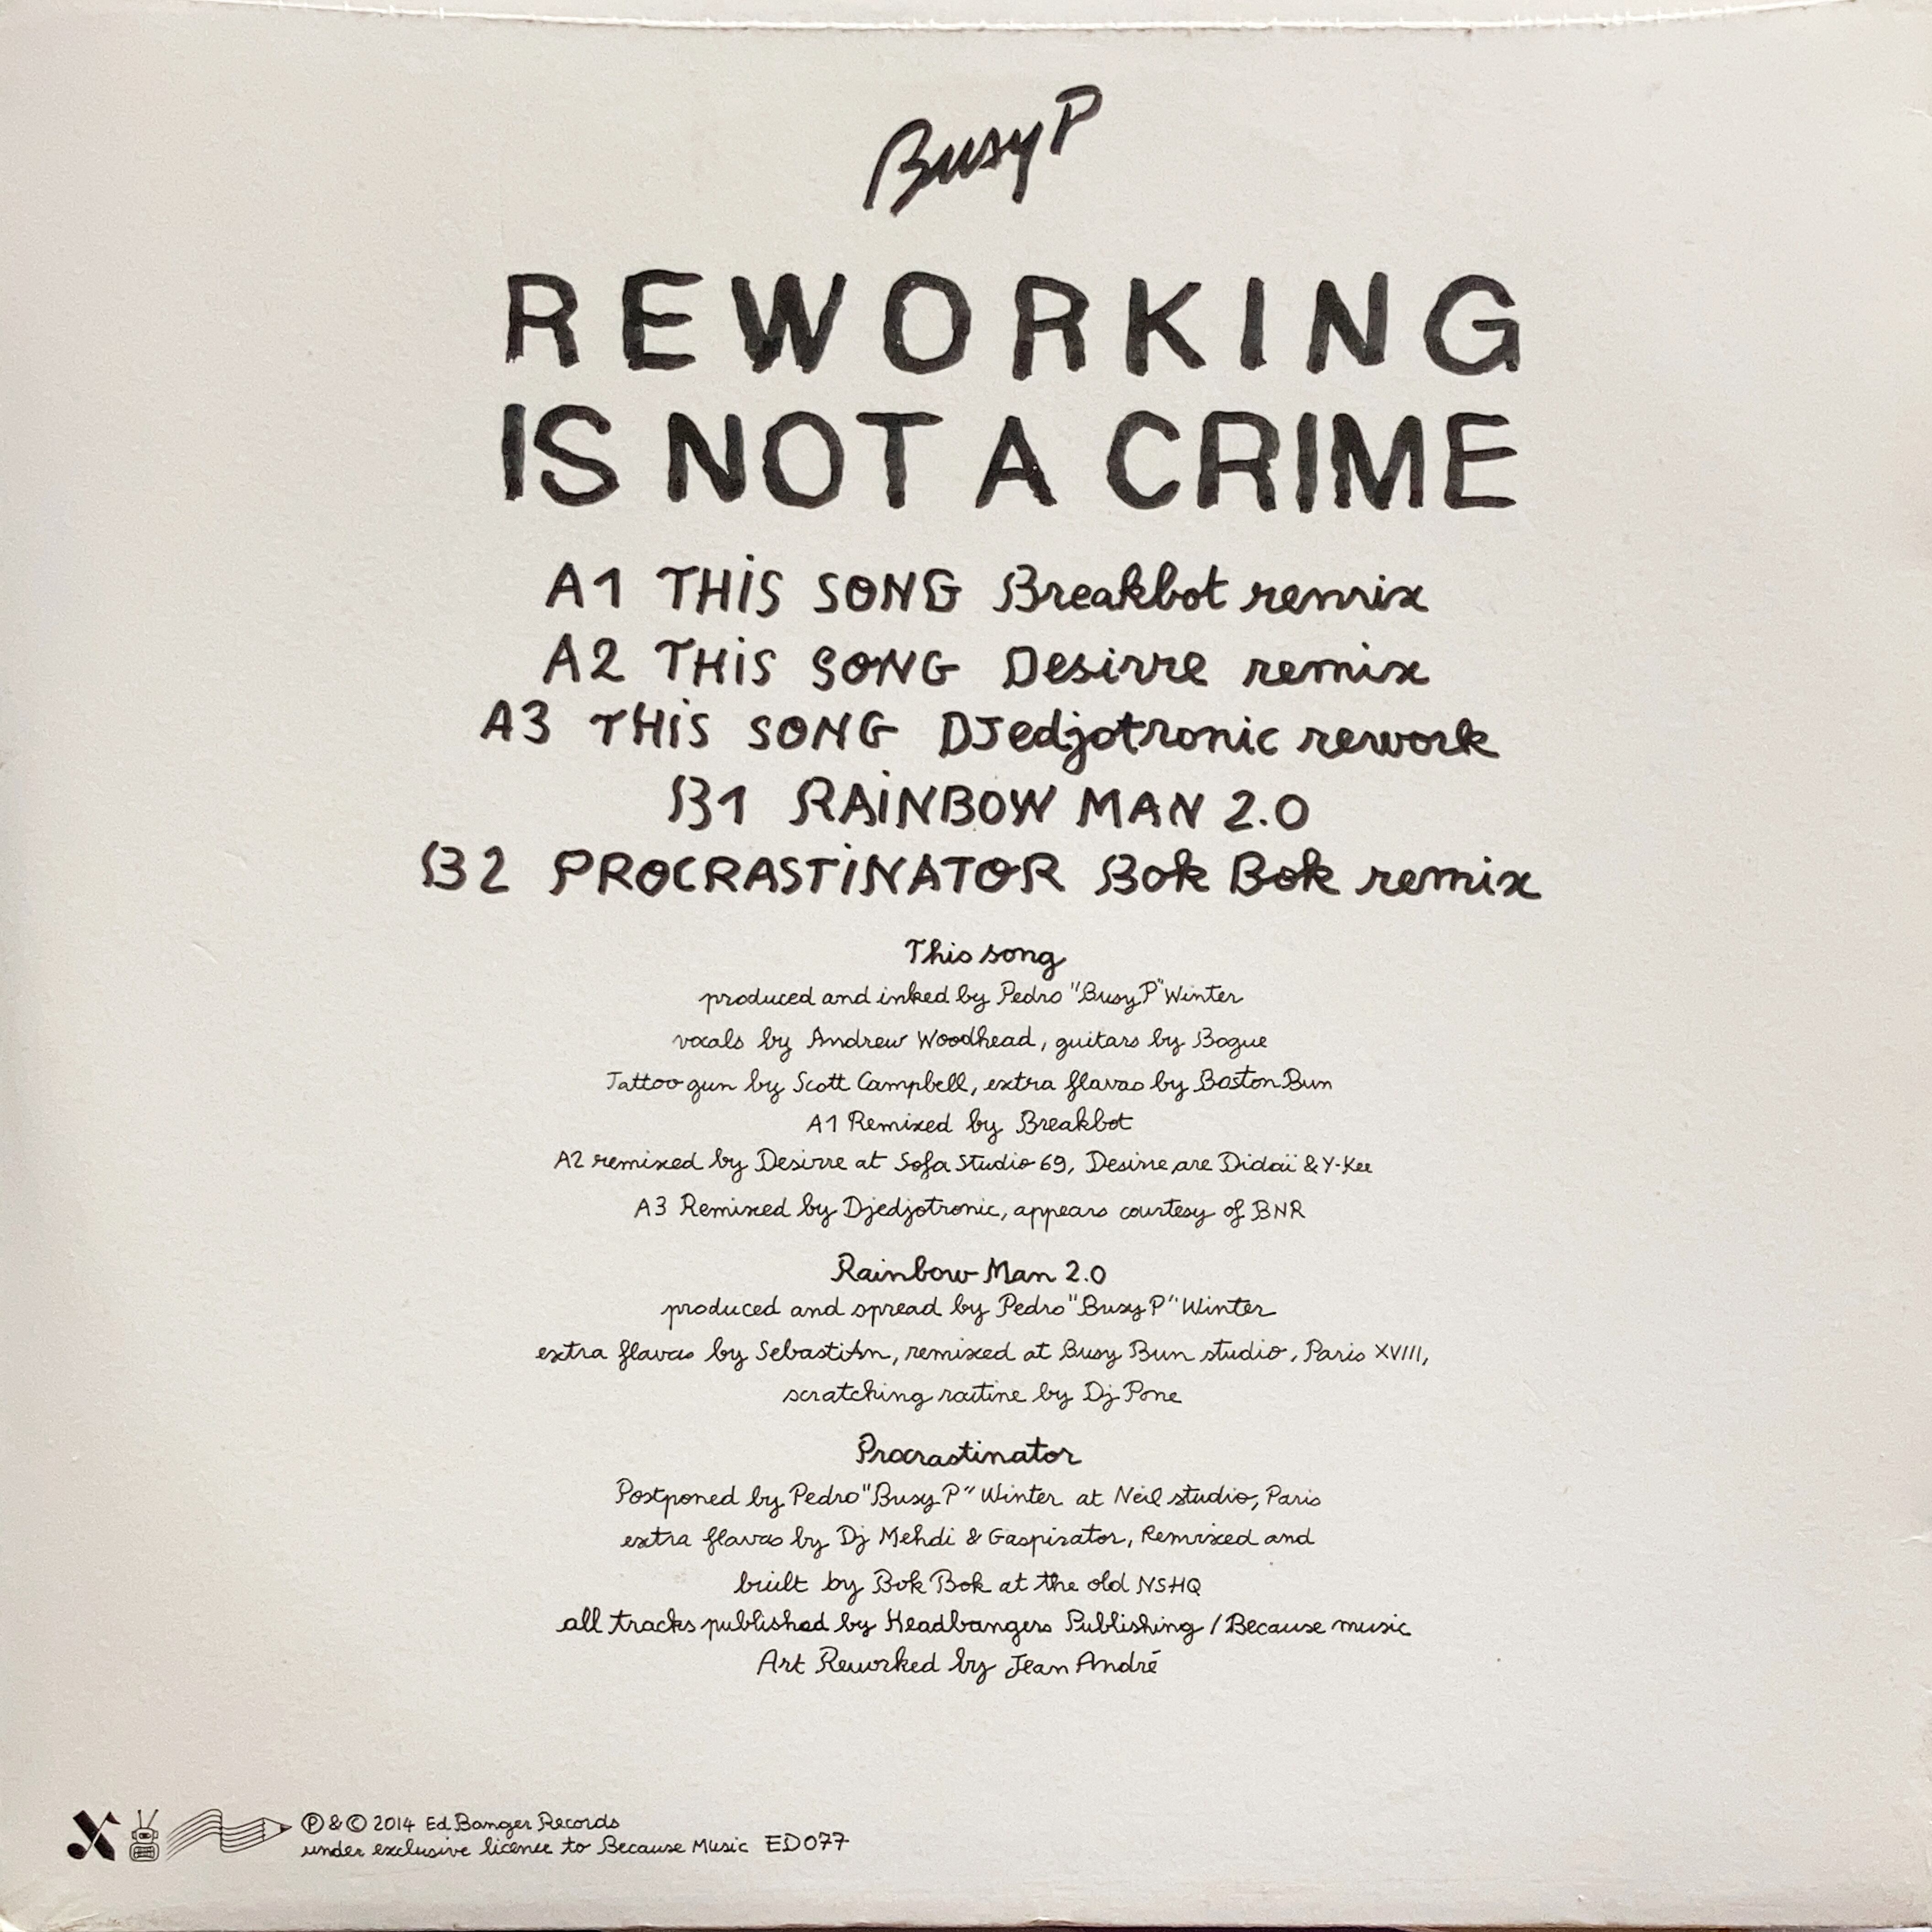 Busy P
REWORKING
IS NOT A CRIME
A1 THiS SONG Breakbot remix
A2 THiS SONG Desirre remix
A3 THiS SONG DJedjotronic rework
B1 RAiNBOW MAN 2.0
B2 PROCRASTiNATOR Bok Bok remix
This song
produced and inked by Pedro "Busy P" Winter
vocals by Andrew Woodhead, guitars by Bogue
Tattoo gun by Scott Campbell, extra flavas by Boston Bun
A1 Remixed by Breakbot
A2 remixed by Desirre at Sofa Studio 69, Desirre are Didaï & Y-Kee
A3 Remixed by Djedjotronic, appears courtesy of BNR
Rainbow Man 2.0
produced and spread by Pedro "Busy P" Winter
extra flavas by SebastiAn, remixed at Busy Bun studio, Paris XVIII,
scratching routine by Dj Pone
Procrastinator
Postponed by Pedro "Busy P" Winter at Neil studio, Paris
extra flavas by Dj Mehdi & Gaspirator, Remixed and
built by Bok Bok at the old NSHQ
all tracks published by Headbangers Publishing / Because music
Art Reworked by Jean André
℗ & © 2014 Ed Banger Records
under exclusive licence to Because Music ED077